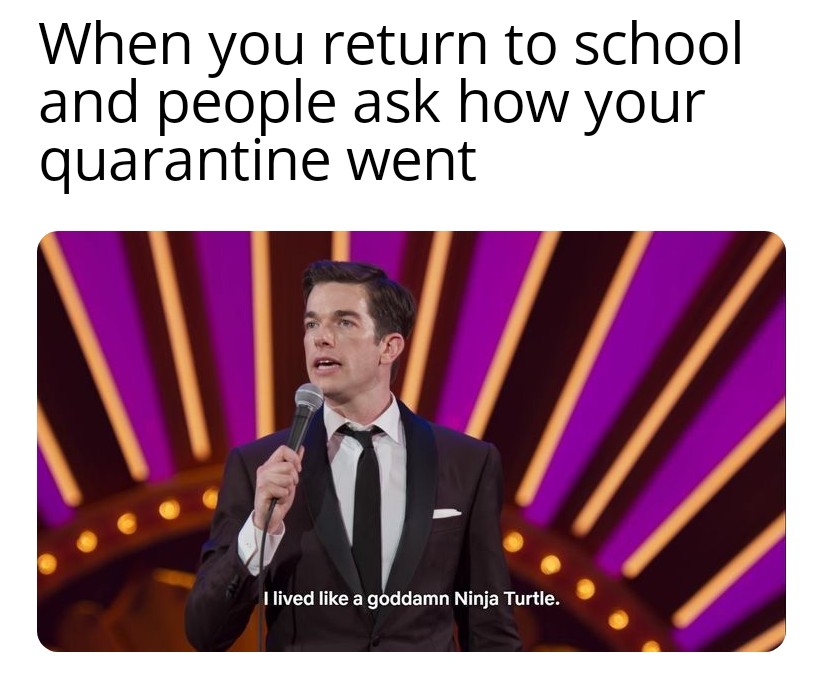 When you return to school
and people ask how your
quarantine went
I lived like a goddamn Ninja Turtle.